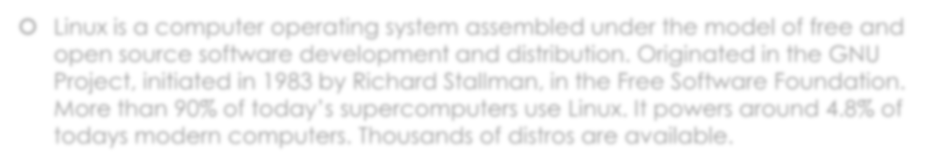 Linux is a computer operating system assembled under the model of free and
open source software development and distribution. Originated in the GNU
Project, initiated in 1983 by Richard Stallman, in the Free Software Foundation.
More than 90% of today's supercomputers use Linux. It powers around 4.8% of
todays modern computers. Thousands of distros are available.